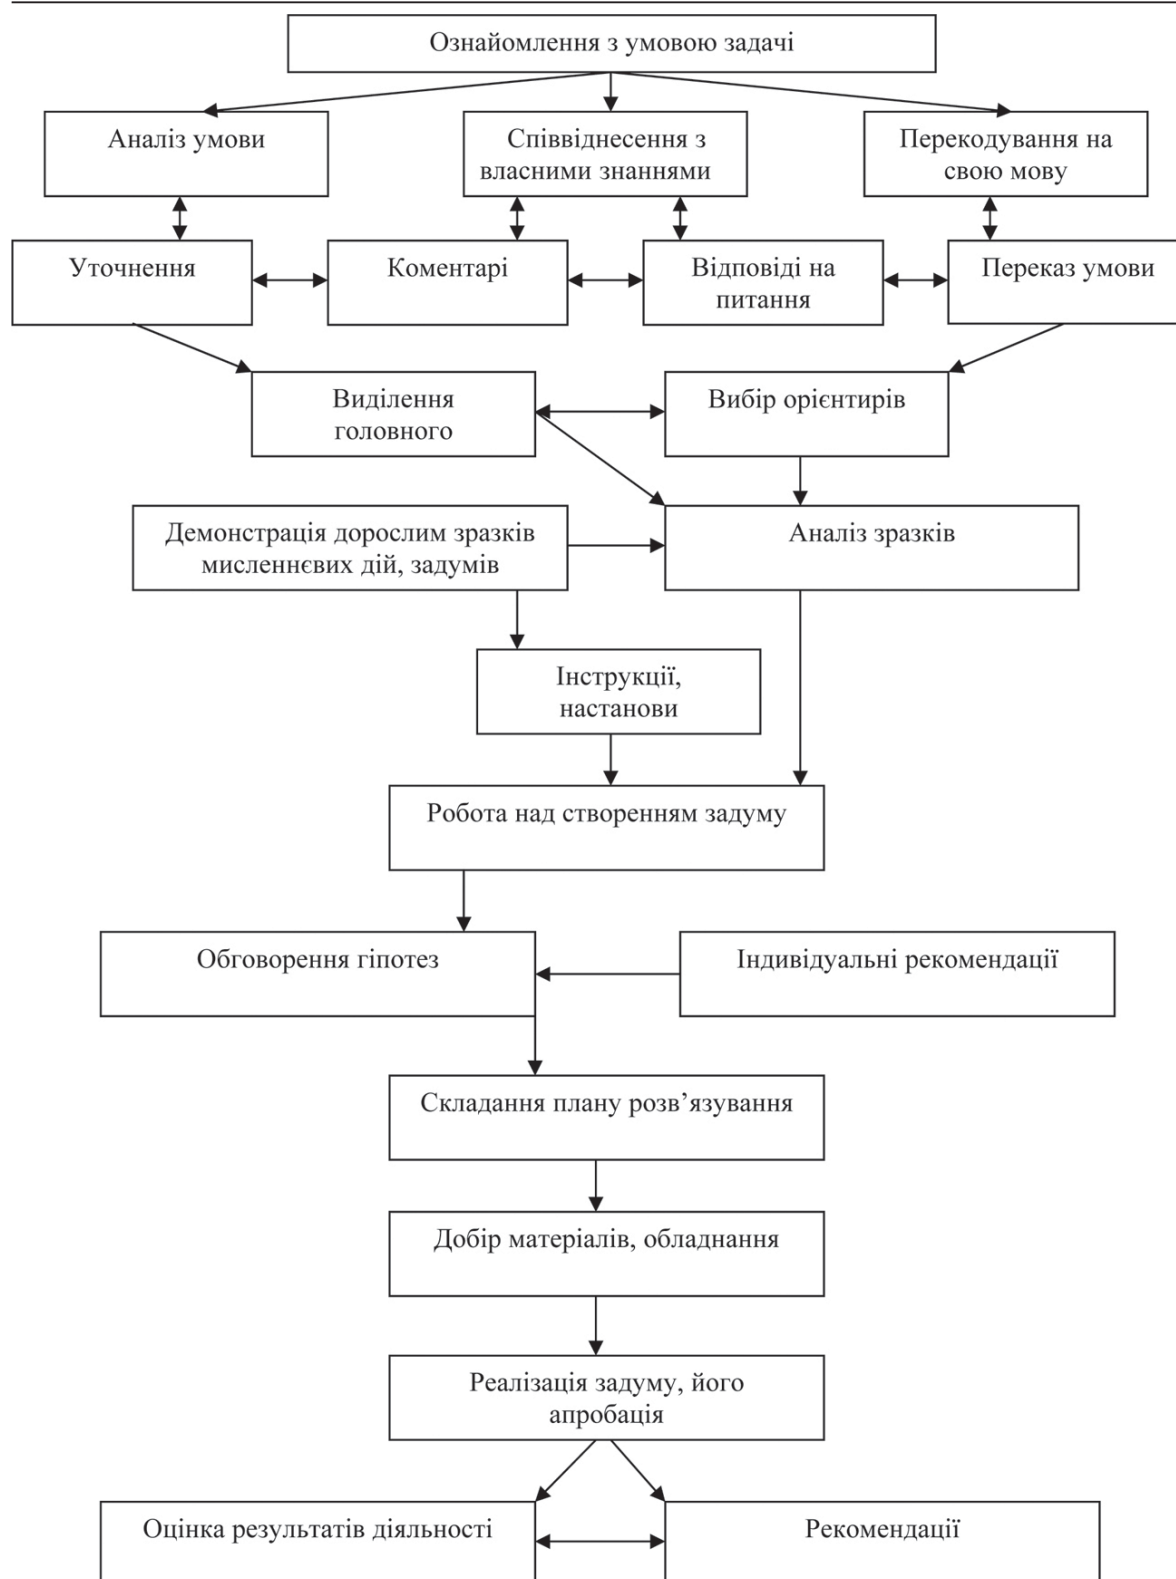 Ознайомлення з умовою задачі
Аналіз умови
Співвіднесення з
власними знаннями
Перекодування на
свою мову
Уточнення
Коментарі
Відповіді на
питання
Переказ умови
Виділення
головного
Вибір орієнтирів
Демонстрація дорослим зразків
мисленнєвих дій, задумів
Аналіз зразків
Інструкції,
настанови
Робота над створенням задуму
Обговорення гіпотез
Індивідуальні рекомендації
Складання плану розв’язування
Добір матеріалів, обладнання
Реалізація задуму, його
апробація
Оцінка результатів діяльності
Рекомендації